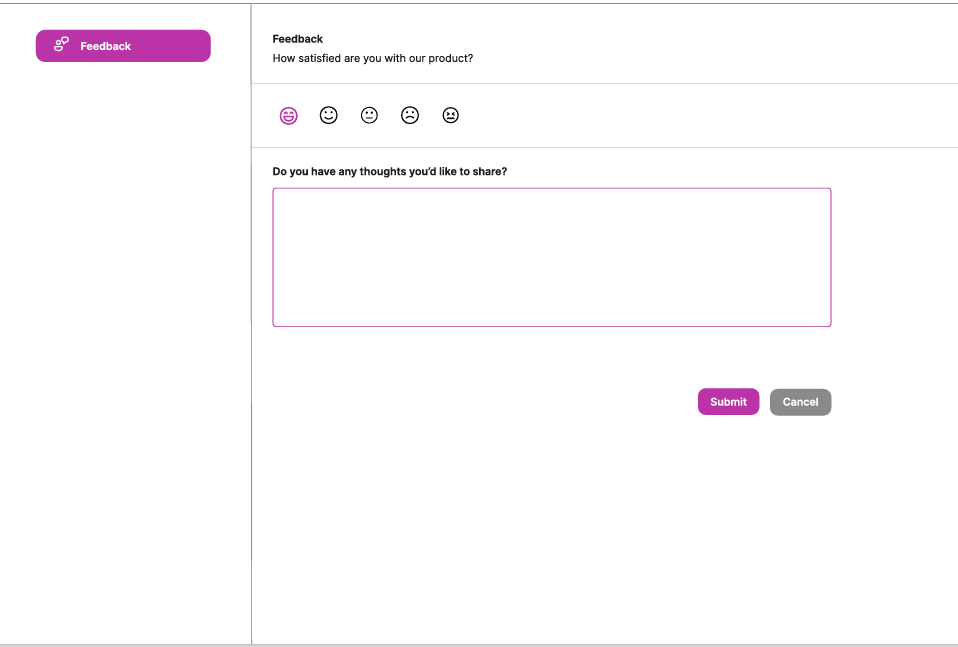 Feedback
Feedback
How satisfied are you with our product?
Do you have any thoughts you'd like to share?
Submit
Cancel